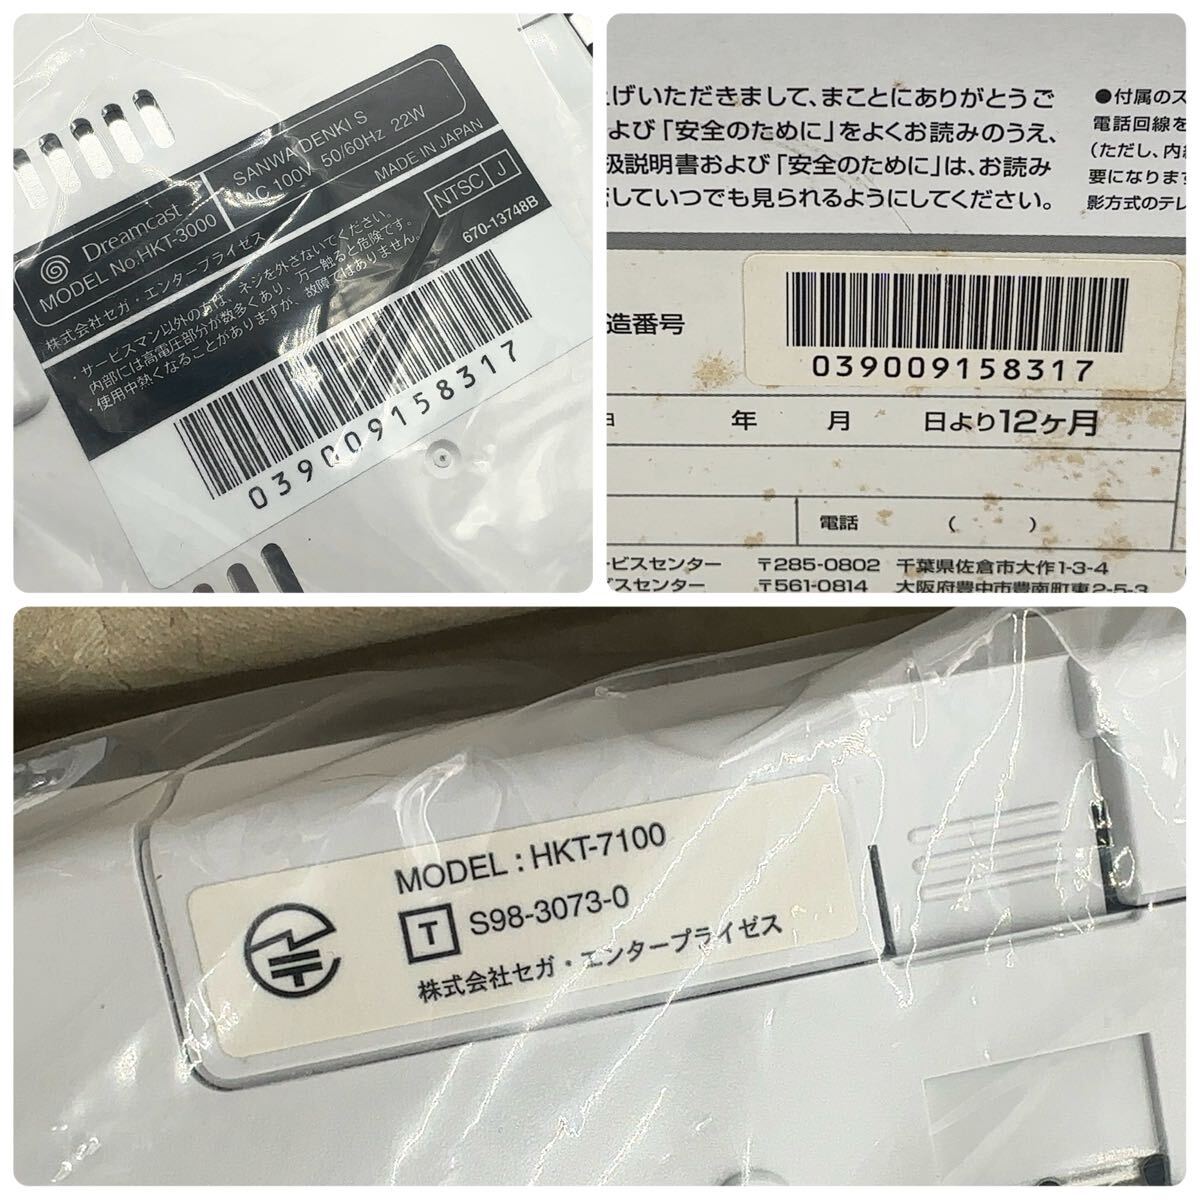 Dreamcast
MODEL No.HKT-3000
SANWA DENKI S
AC 100V 50/60Hz 22W
MADE IN JAPAN
株式会社セガ・エンタープライゼス
NTSC J
670-13748B
・サービスマン以外の方は、ネジを外さないでください。
内部には高電圧部分が数多くあり、万一触ると危険です。
・使用中熱くなることがありますが、故障ではありません。
039009158317
上げいただきまして、まことにありがとうご
および「安全のために」をよくお読みのうえ、
扱説明書および「安全のために」は、お読み
していつでも見られるようにしてください。
●付属のス
電話回線を
(ただし、内線
要になります
影方式のテレ
造番号
039009158317
年 月 日より12ヶ月
電話 ( )
ービスセンター 〒285-0802 千葉県佐倉市大作1-3-4
ビスセンター 〒561-0814 大阪府豊中市豊南町東2-5-3
MODEL : HKT-7100
T S98-3073-0
株式会社セガ・エンタープライゼス